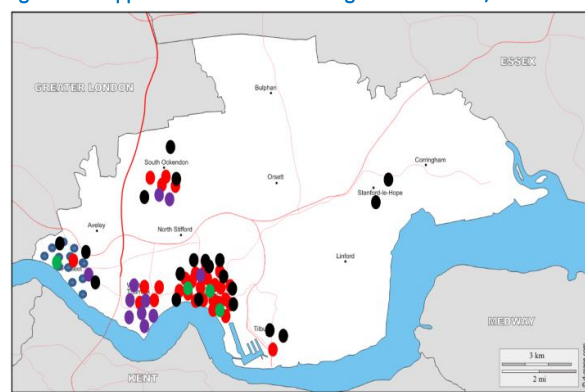 GREATER LONDON
ESSEX
Bulphan
South Ockendon
Corringham
Orsett
Stanford-le-Hope
Aveley
North Stifford
Linford
MEDWAY
KENT
3 km
2 mi